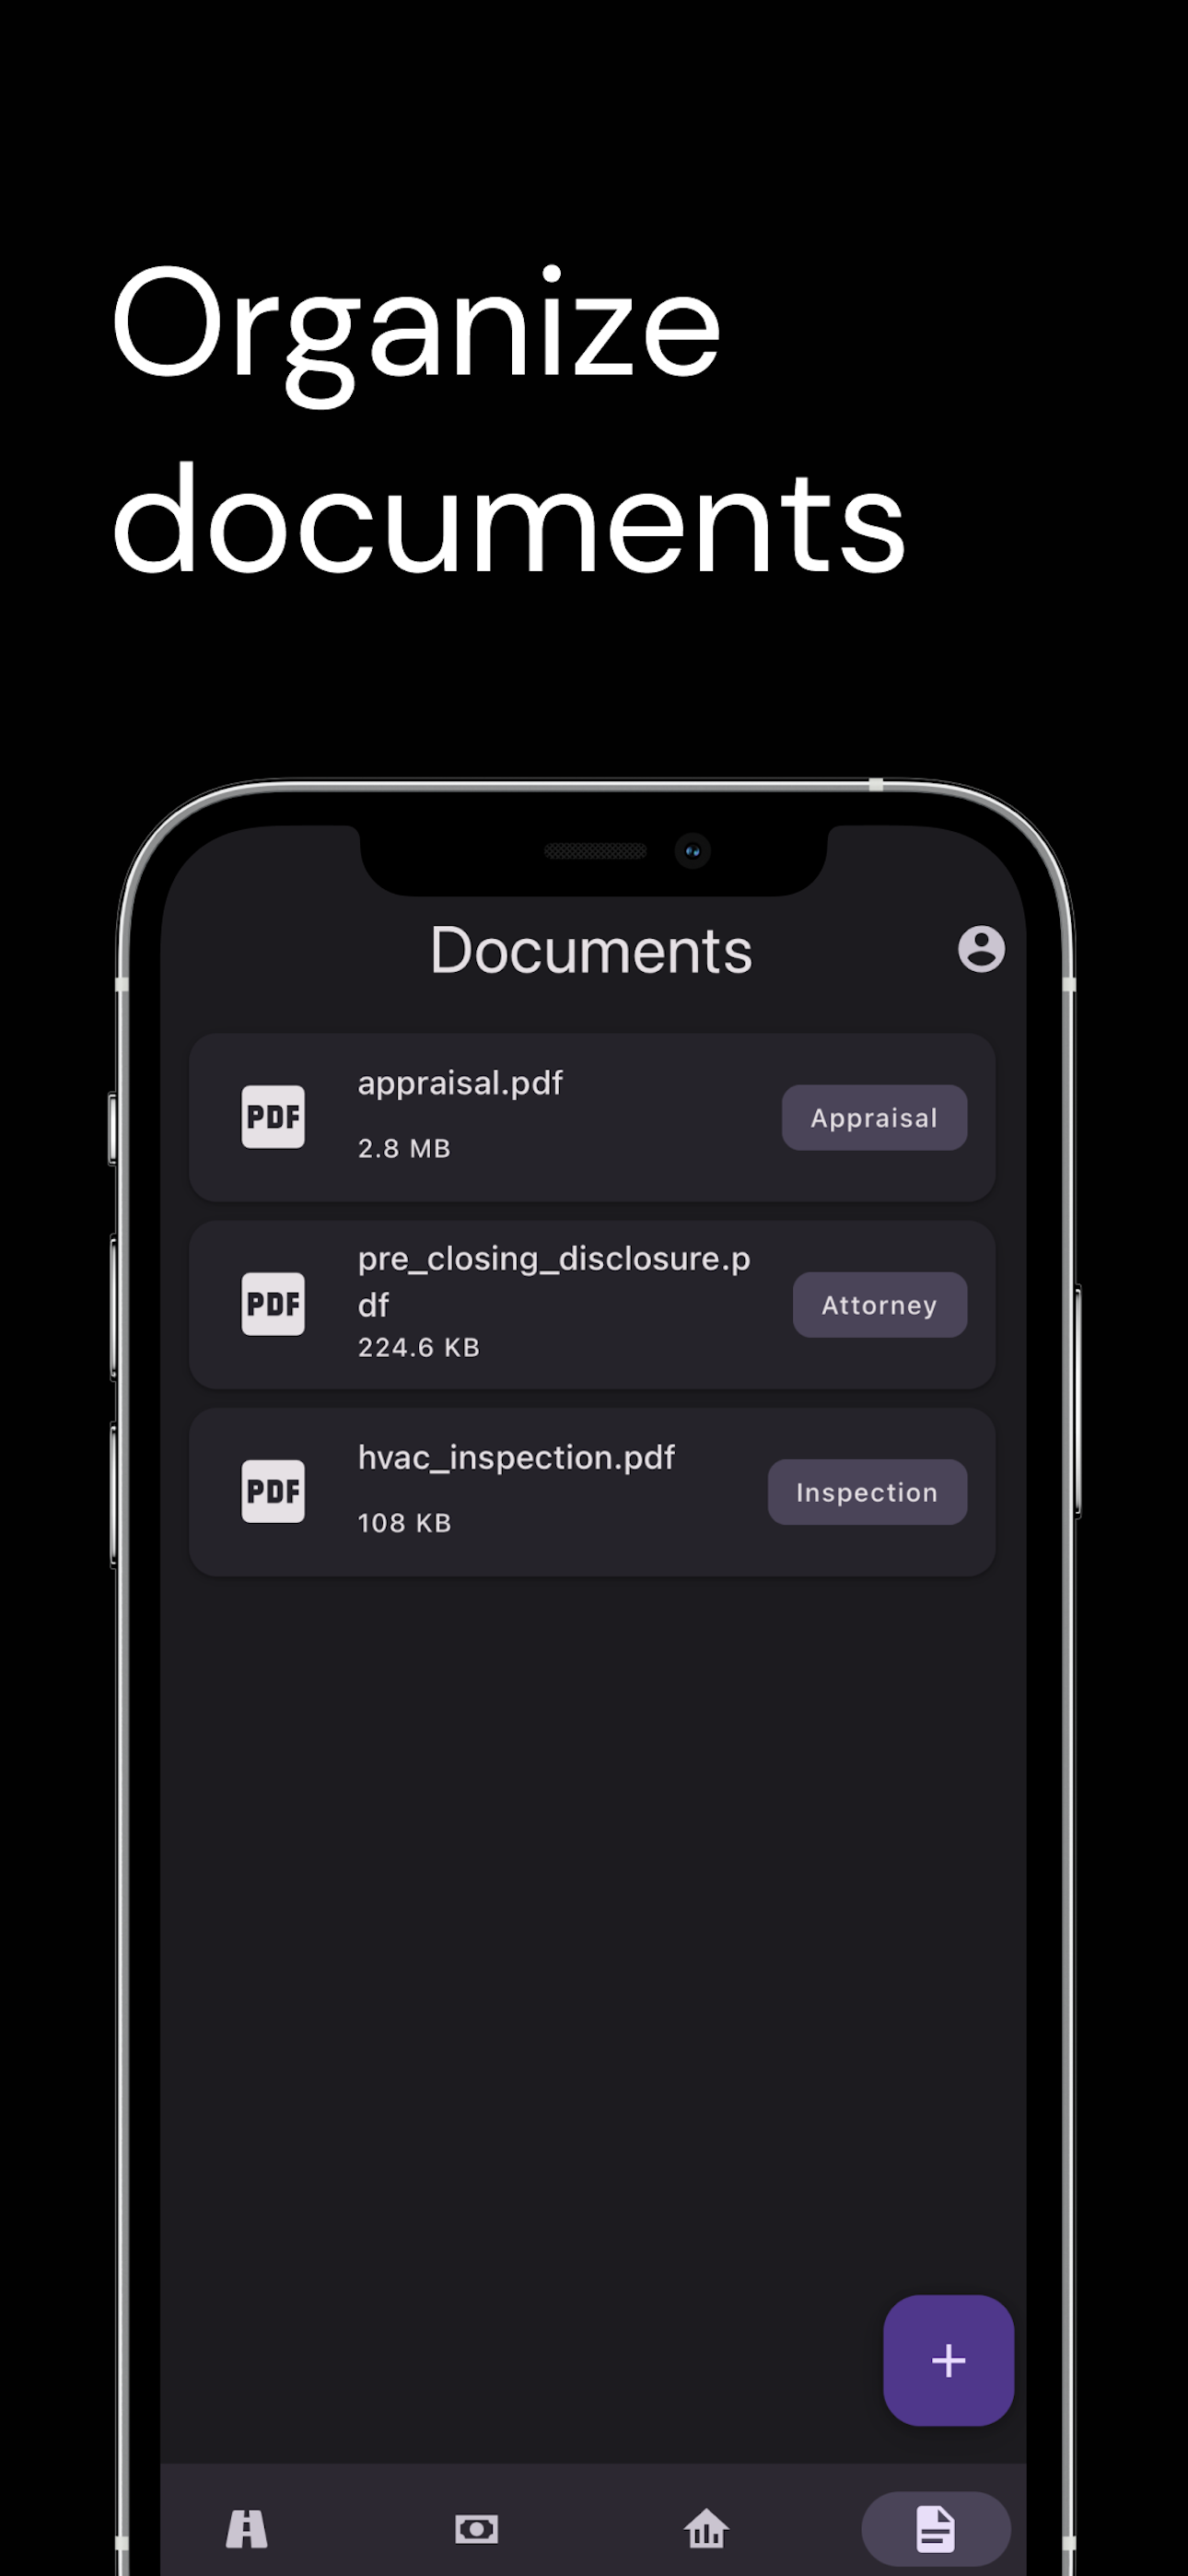 Organize
documents
Documents
PDF
appraisal.pdf
2.8 MB
Appraisal
PDF
pre_closing_disclosure.p
df
224.6 KB
Attorney
PDF
hvac_inspection.pdf
108 KB
Inspection